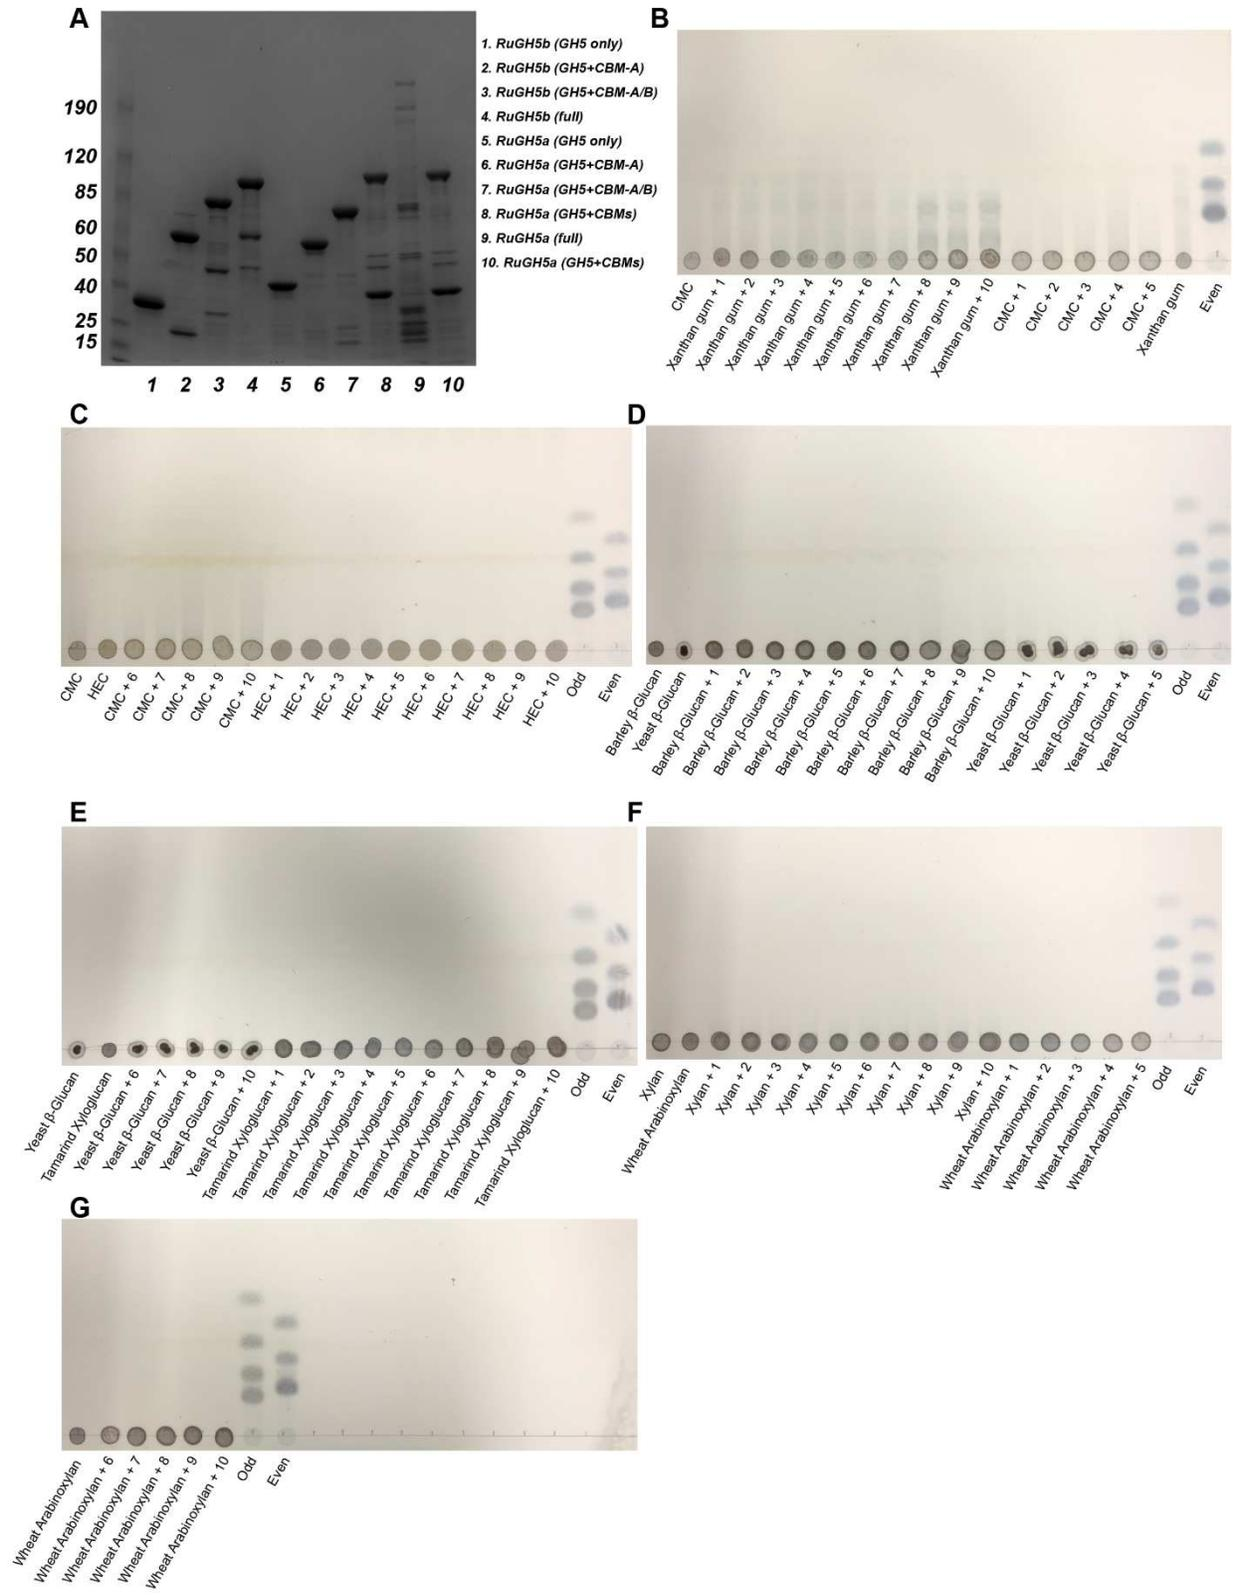 A
1. RuGH5b (GH5 only)
2. RuGH5b (GH5+CBM-A)
3. RuGH5b (GH5+CBM-A/B)
4. RuGH5b (full)
5. RuGH5a (GH5 only)
6. RuGH5a (GH5+CBM-A)
7. RuGH5a (GH5+CBM-A/B)
8. RuGH5a (GH5+CBMs)
9. RuGH5a (full)
10. RuGH5a (GH5+CBMs)
190
120
85
60
50
40
25
15
1 2 3 4 5 6 7 8 9 10
B
CMC
Xanthan gum + 1
Xanthan gum + 2
Xanthan gum + 3
Xanthan gum + 4
Xanthan gum + 5
Xanthan gum + 6
Xanthan gum + 7
Xanthan gum + 8
Xanthan gum + 9
Xanthan gum + 10
CMC + 1
CMC + 2
CMC + 3
CMC + 4
CMC + 5
Xanthan gum
Even
C
CMC
HEC
CMC + 6
CMC + 7
CMC + 8
CMC + 9
CMC + 10
HEC + 1
HEC + 2
HEC + 3
HEC + 4
HEC + 5
HEC + 6
HEC + 7
HEC + 8
HEC + 9
HEC + 10
Odd
Even
D
Barley β-Glucan
Yeast β-Glucan
Barley β-Glucan + 1
Barley β-Glucan + 2
Barley β-Glucan + 3
Barley β-Glucan + 4
Barley β-Glucan + 5
Barley β-Glucan + 6
Barley β-Glucan + 7
Barley β-Glucan + 8
Barley β-Glucan + 9
Barley β-Glucan + 10
Yeast β-Glucan + 1
Yeast β-Glucan + 2
Yeast β-Glucan + 3
Yeast β-Glucan + 4
Yeast β-Glucan + 5
Odd
Even
E
Yeast β-Glucan
Tamarind Xyloglucan
Yeast β-Glucan + 6
Yeast β-Glucan + 7
Yeast β-Glucan + 8
Yeast β-Glucan + 9
Yeast β-Glucan + 10
Tamarind Xyloglucan + 1
Tamarind Xyloglucan + 2
Tamarind Xyloglucan + 3
Tamarind Xyloglucan + 4
Tamarind Xyloglucan + 5
Tamarind Xyloglucan + 6
Tamarind Xyloglucan + 7
Tamarind Xyloglucan + 8
Tamarind Xyloglucan + 9
Tamarind Xyloglucan + 10
Odd
Even
F
Xylan
Wheat Arabinoxylan
Xylan + 1
Xylan + 2
Xylan + 3
Xylan + 4
Xylan + 5
Xylan + 6
Xylan + 7
Xylan + 8
Xylan + 9
Xylan + 10
Wheat Arabinoxylan + 1
Wheat Arabinoxylan + 2
Wheat Arabinoxylan + 3
Wheat Arabinoxylan + 4
Wheat Arabinoxylan + 5
Odd
Even
G
Wheat Arabinoxylan
Wheat Arabinoxylan + 6
Wheat Arabinoxylan + 7
Wheat Arabinoxylan + 8
Wheat Arabinoxylan + 9
Wheat Arabinoxylan + 10
Odd
Even